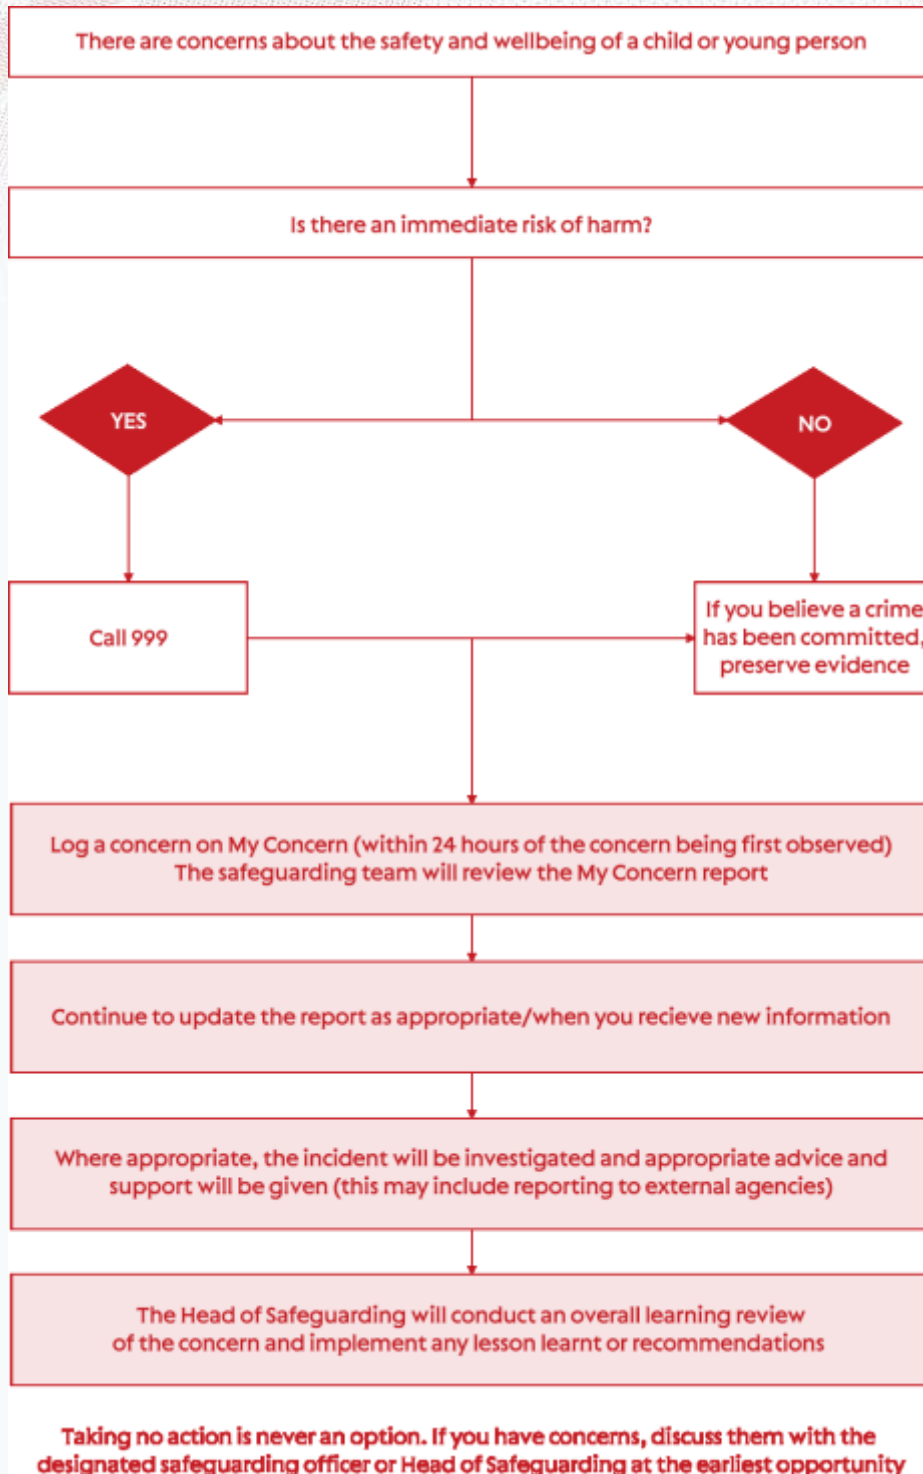 There are concerns about the safety and wellbeing of a child or young person
Is there an immediate risk of harm?
YES
NO
Call 999
If you believe a crime
has been committed,
preserve evidence
Log a concern on My Concern (within 24 hours of the concern being first observed)
The safeguarding team will review the My Concern report
Continue to update the report as appropriate/when you recieve new information
Where appropriate, the incident will be investigated and appropriate advice and
support will be given (this may include reporting to external agencies)
The Head of Safeguarding will conduct an overall learning review
of the concern and implement any lesson learnt or recommendations
Taking no action is never an option. If you have concerns, discuss them with the
designated safeguarding officer or Head of Safeguarding at the earliest opportunity